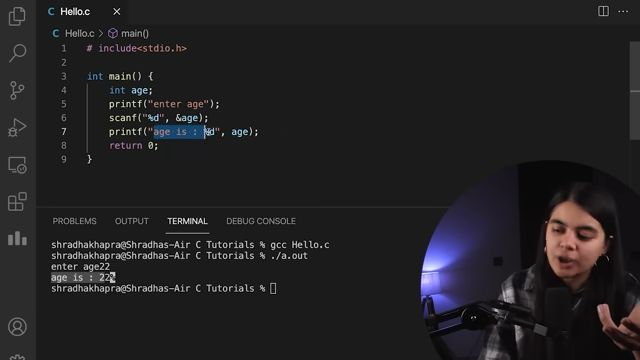 Hello.c
Hello.c > main()
1 # include<stdio.h>
2
3 int main() {
4 int age;
5 printf("enter age");
6 scanf("%d", &age);
7 printf("age is : %d", age);
8 return 0;
9 }
PROBLEMS OUTPUT TERMINAL DEBUG CONSOLE
shradhakhapra@Shradhas-Air C Tutorials % gcc Hello.c
shradhakhapra@Shradhas-Air C Tutorials % ./a.out
enter age22
age is : 22%
shradhakhapra@Shradhas-Air C Tutorials %